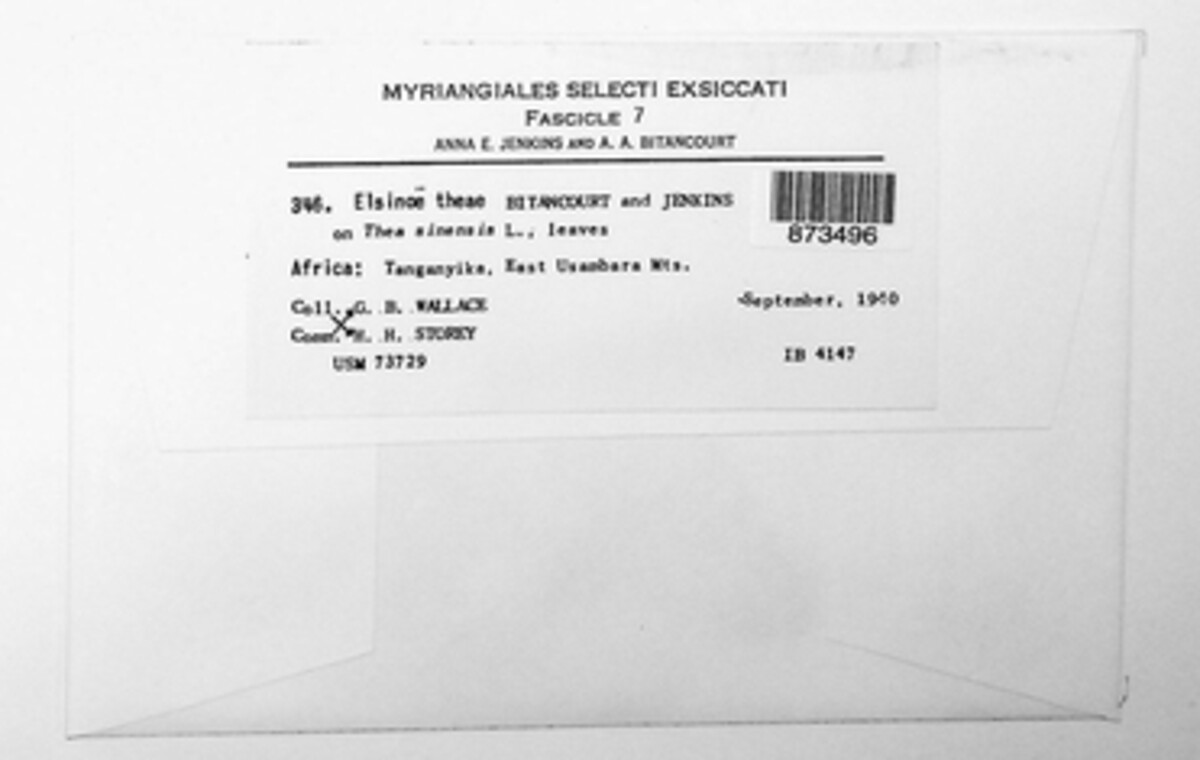 MYRIANGIALES SELECTI EXSICCATI
FASCICLE 7
ANNA E. JENKINS AND A. A. BITANCOURT
346. Elsinoë theae BITANCOURT and JENKINS
on Thea sinensis L., leaves
873496
Africa: Tanganyika, East Usambara Mts.
Coll. G. B. WALLACE September,
Comm. H. H. STOREY
USM 73729 IB 4147